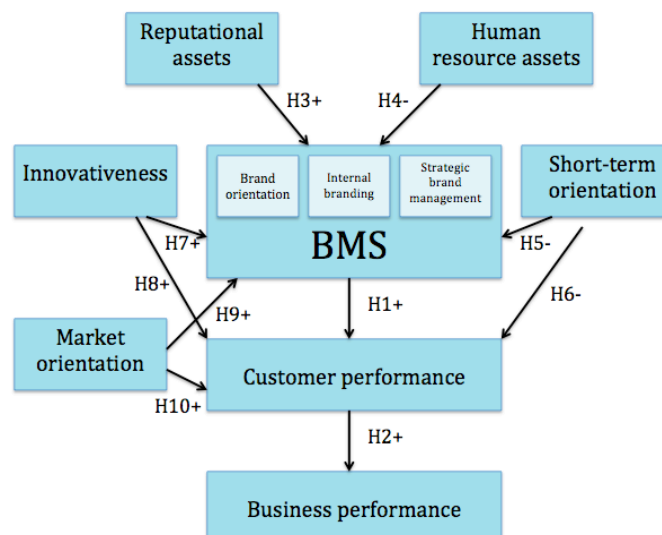 Reputational
assets
Human
resource assets
H3+
H4-
Innovativeness
Brand
orientation
Internal
branding
Strategic
brand
management
Short-term
orientation
BMS
H7+
H5-
H8+
H6-
H9+
H1+
Market
orientation
Customer performance
H10+
H2+
Business performance